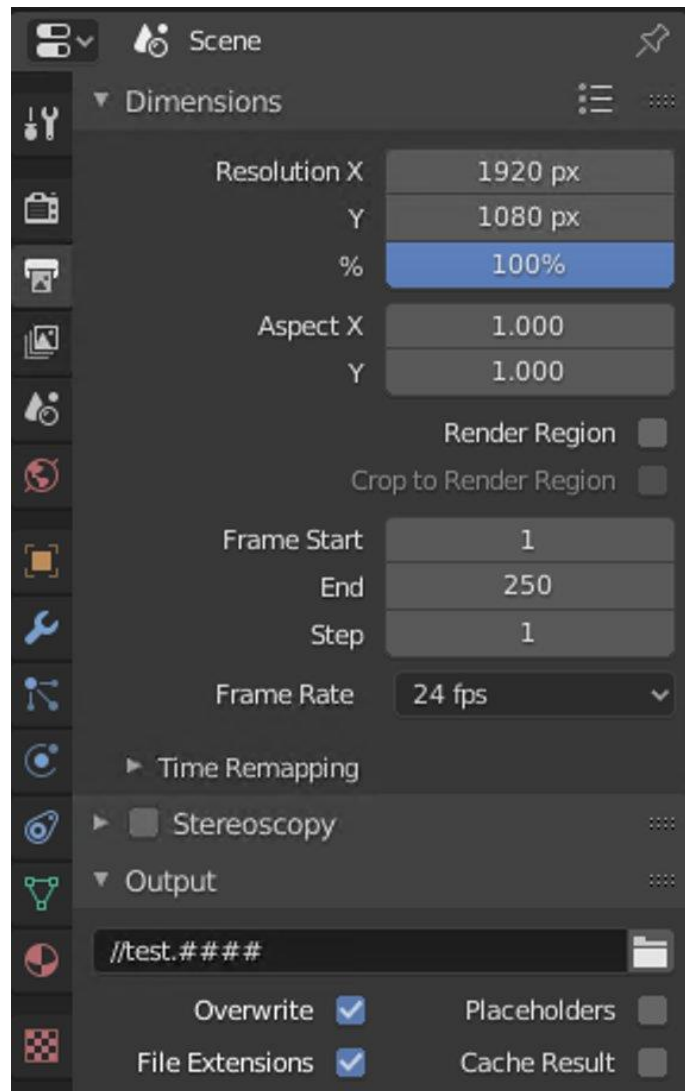 Scene
Dimensions
Resolution X 1920 px
Y 1080 px
% 100%
Aspect X 1.000
Y 1.000
Render Region
Crop to Render Region
Frame Start 1
End 250
Step 1
Frame Rate 24 fps
Time Remapping
Stereoscopy
Output
//test.####
Overwrite Placeholders
File Extensions Cache Result